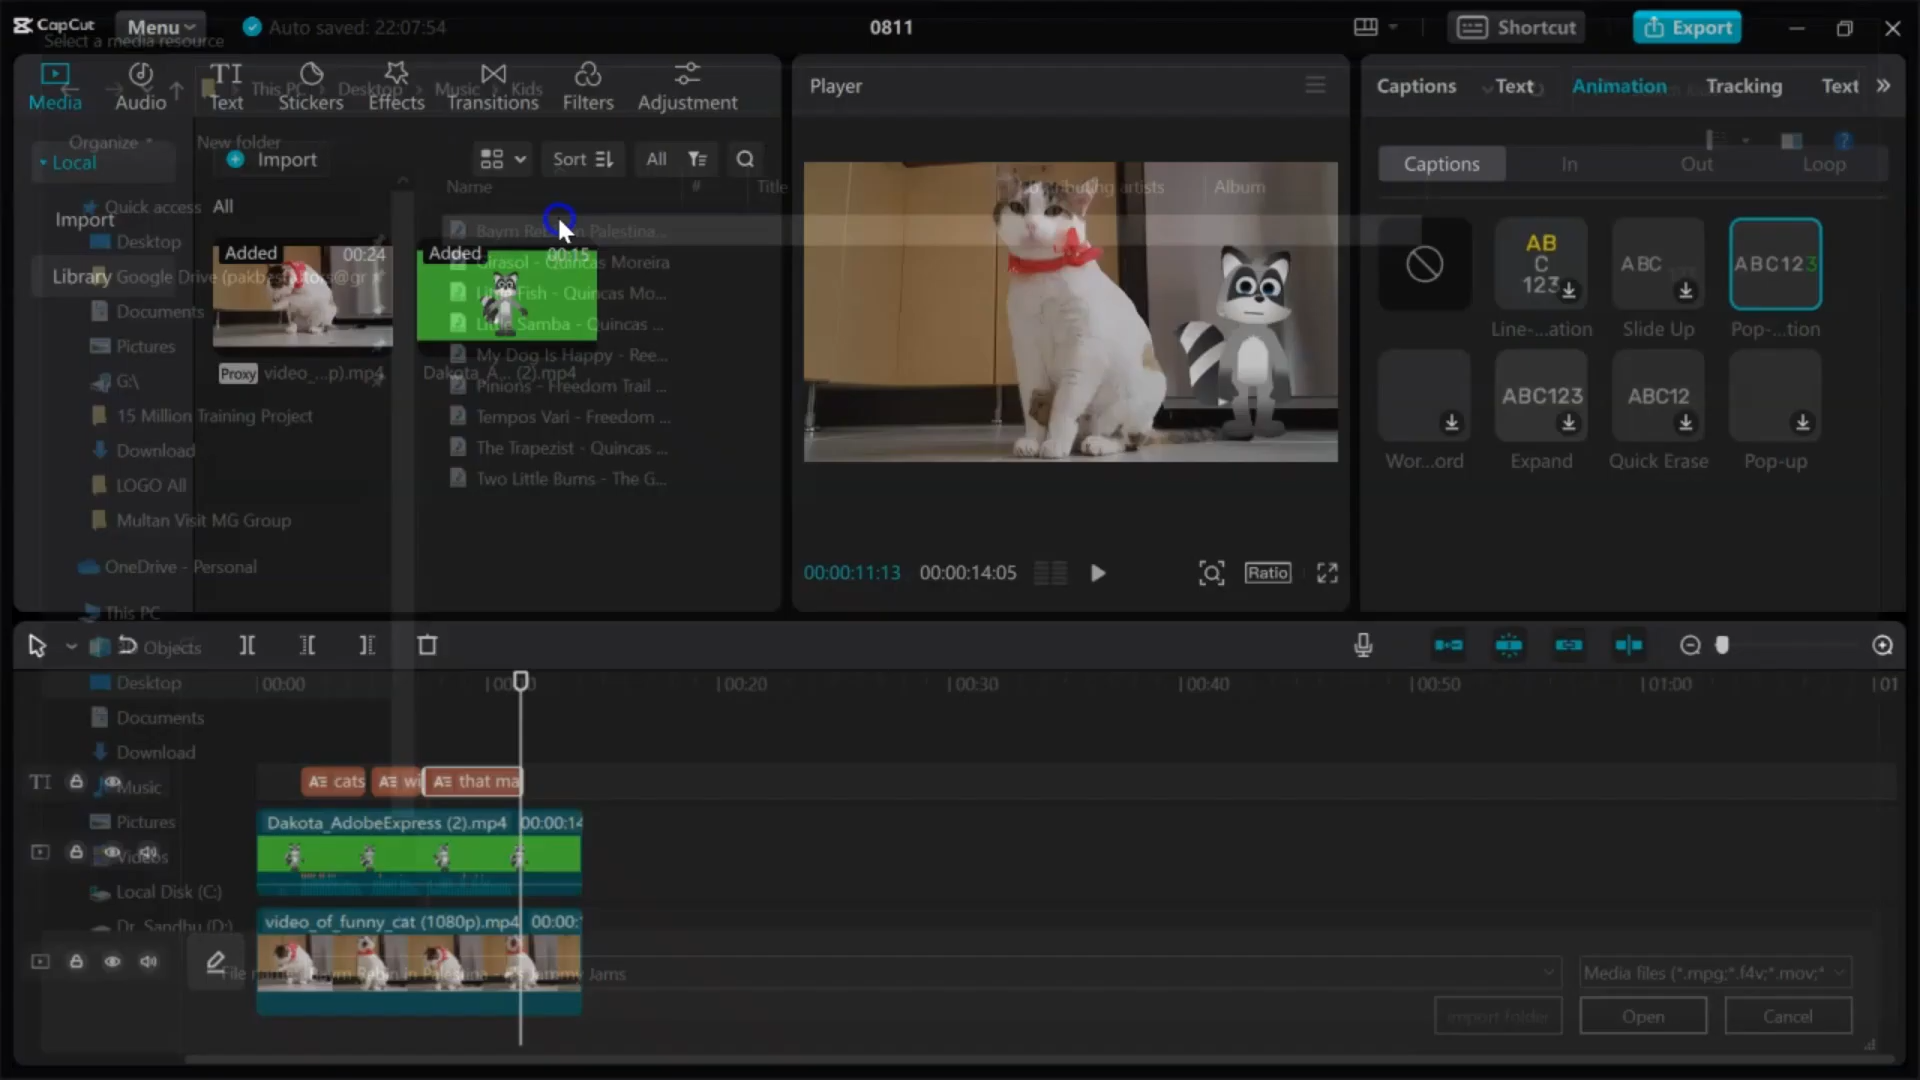 CapCut Menu Auto saved: 22:07:54 0811 Shortcut Export
Select a media resource
Media Audio Text Stickers Effects Transitions Filters Adjustment
This PC Desktop Music Kids
Player
Captions Text Animation Tracking Text
Organize New folder
Local Import Sort All
Captions In Out Loop
Name # Title Contributing artists Album
Quick access All
Import
Desktop
Library Google Drive
Documents
Pictures
G:\
15 Million Training Project
Download
LOGO All
Multan Visit MG Group
OneDrive - Personal
This PC
3D Objects
Desktop
Documents
Download
Music
Pictures
Videos
Local Disk (C:)
Dr. Sandhu (D:)
Added 00:24
Proxy video_...p).mp4
Added 00:15
Dakota_A... (2).mp4
Baym Rebin in Palestina...
Girasol - Quincas Moreira
Little Fish - Quincas Mo...
Little Samba - Quincas ...
My Dog Is Happy - Ree...
Pinions - Freedom Trail ...
Tempos Vari - Freedom ...
The Trapezist - Quincas ...
Two Little Bums - The G...
00:00:11:13 00:00:14:05 Ratio
AB
C
123
ABC
ABC123
Line-...ation Slide Up Pop-...tion
ABC123 ABC12
Wor...ord Expand Quick Erase Pop-up
00:00 00:20 00:30 00:40 00:50 01:00 01
TI cats wi that ma
Dakota_AdobeExpress (2).mp4 00:00:14
video_of_funny_cat (1080p).mp4 00:00:
File name: Jammy Jams
Media files (*.mpg;*.f4v;*.mov;*
Import folder Open Cancel